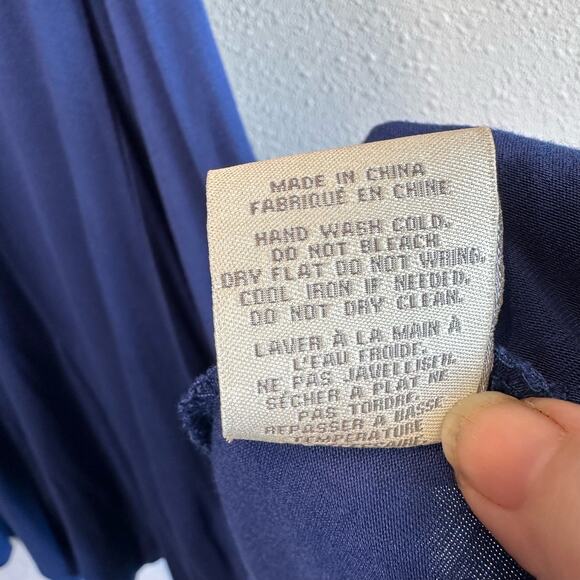 MADE IN CHINA
FABRIQUÉ EN CHINE
HAND WASH COLD.
DO NOT BLEACH
DRY FLAT DO NOT WRING.
COOL IRON IF NEEDED.
DO NOT DRY CLEAN.
LAVER À LA MAIN À
L'EAU FROIDE.
NE PAS JAVELLISER.
SÉCHER À PLAT NE
PAS TORDRE.
REPASSER A BASSE
TEMPERATURE